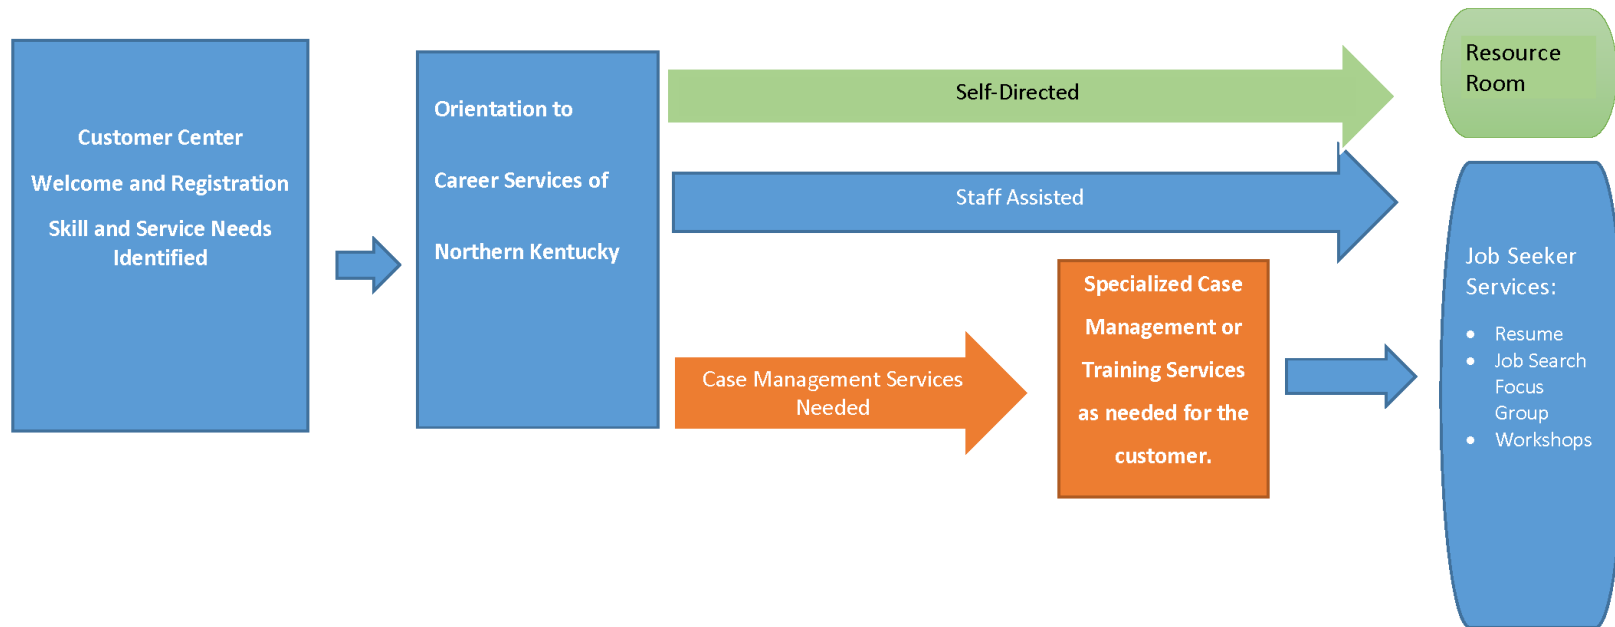 Customer Center
Welcome and Registration
Skill and Service Needs
Identified
Orientation to
Career Services of
Northern Kentucky
Self-Directed
Staff Assisted
Case Management Services
Needed
Specialized Case
Management or
Training Services
as needed for the
customer.
Resource
Room
Job Seeker
Services:
• Resume
• Job Search
Focus
Group
• Workshops